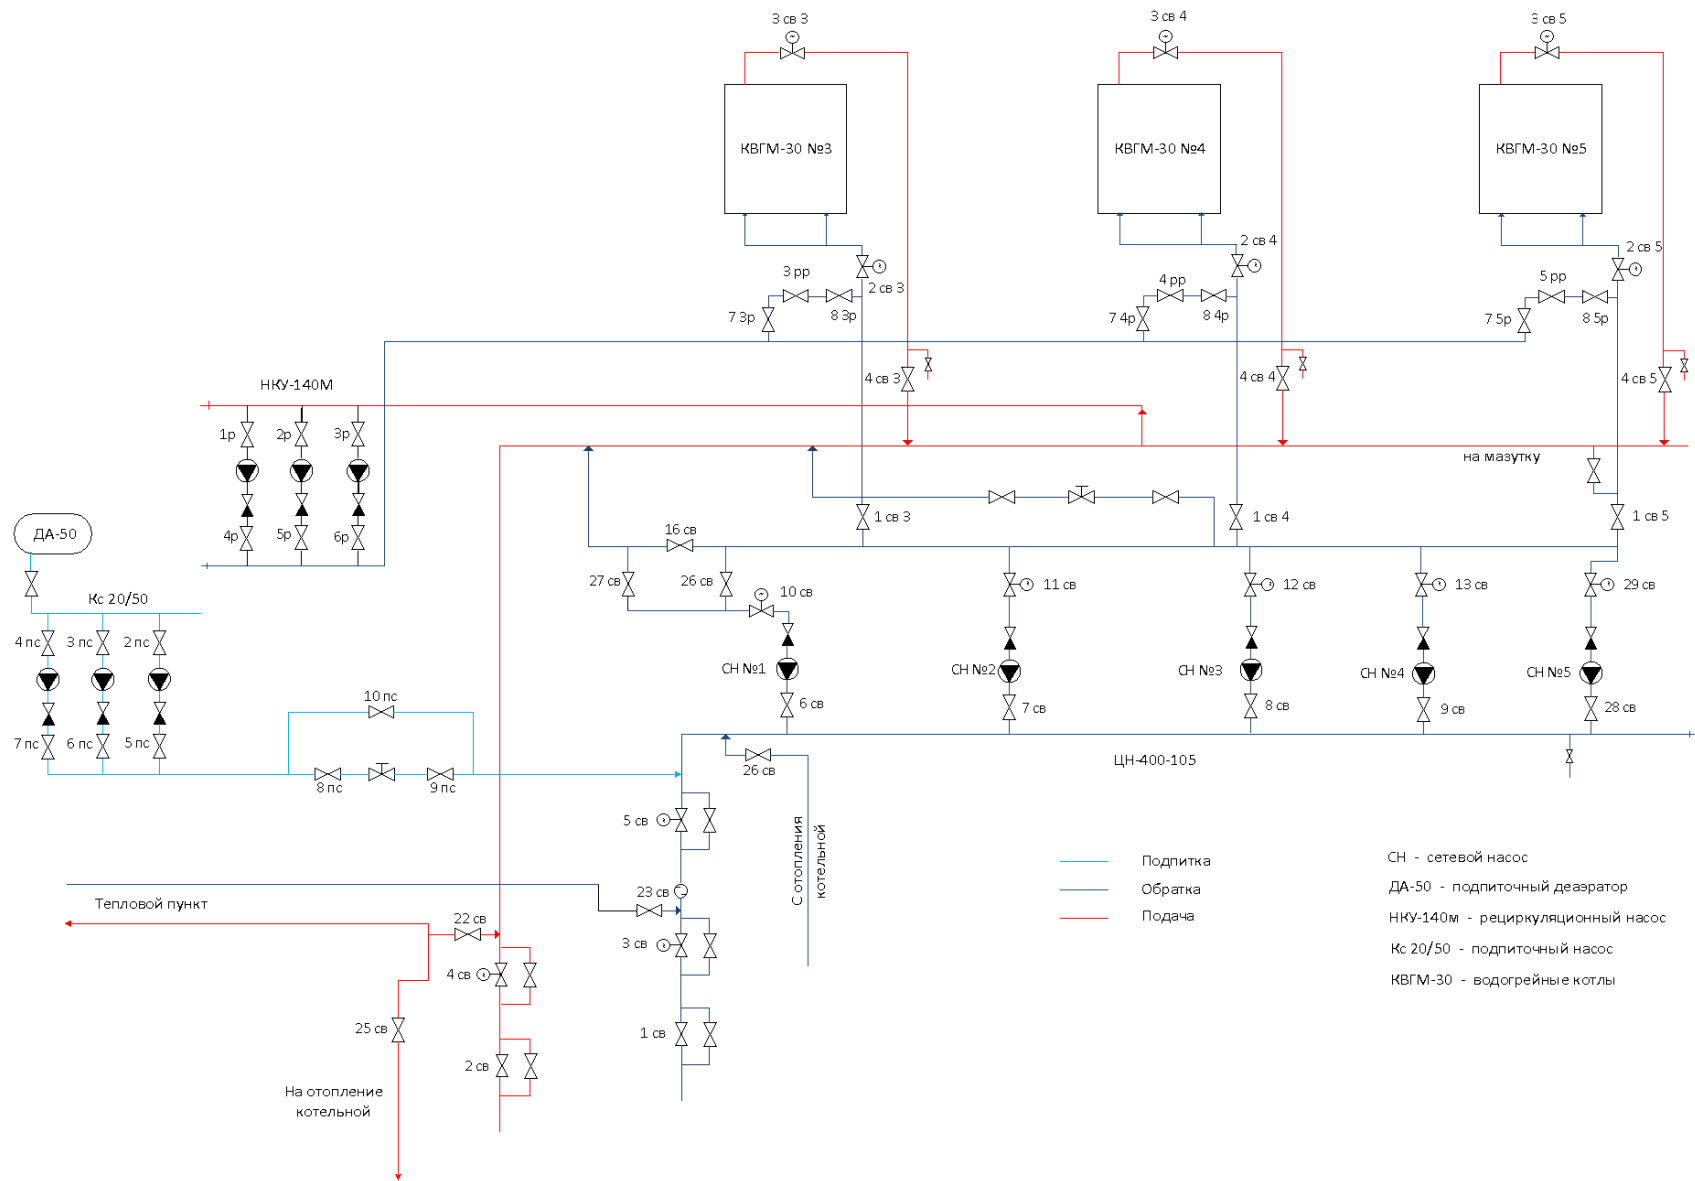 3 св 3
3 св 4
3 св 5
КВГМ-30 №3
КВГМ-30 №4
КВГМ-30 №5
2 св 3
2 св 4
2 св 5
3 рр
4 рр
5 рр
7 3р
8 3р
7 4р
8 4р
7 5р
8 5р
4 св 3
4 св 4
4 св 5
НКУ-140М
1р
2р
3р
4р
5р
6р
на мазутку
1 св 3
1 св 4
1 св 5
ДА-50
16 св
27 св
26 св
10 св
11 св
12 св
13 св
29 св
Кс 20/50
4 пс
3 пс
2 пс
СН №1
СН №2
СН №3
СН №4
СН №5
10 пс
6 св
7 св
8 св
9 св
28 св
7 пс
6 пс
5 пс
8 пс
9 пс
26 св
ЦН-400-105
5 св
С отопления
котельной
23 св
Тепловой пункт
22 св
3 св
4 св
25 св
1 св
2 св
На отопление
котельной
Подпитка
Обратка
Подача
СН - сетевой насос
ДА-50 - подпиточный деаэратор
НКУ-140м - рециркуляционный насос
Кс 20/50 - подпиточный насос
КВГМ-30 - водогрейные котлы